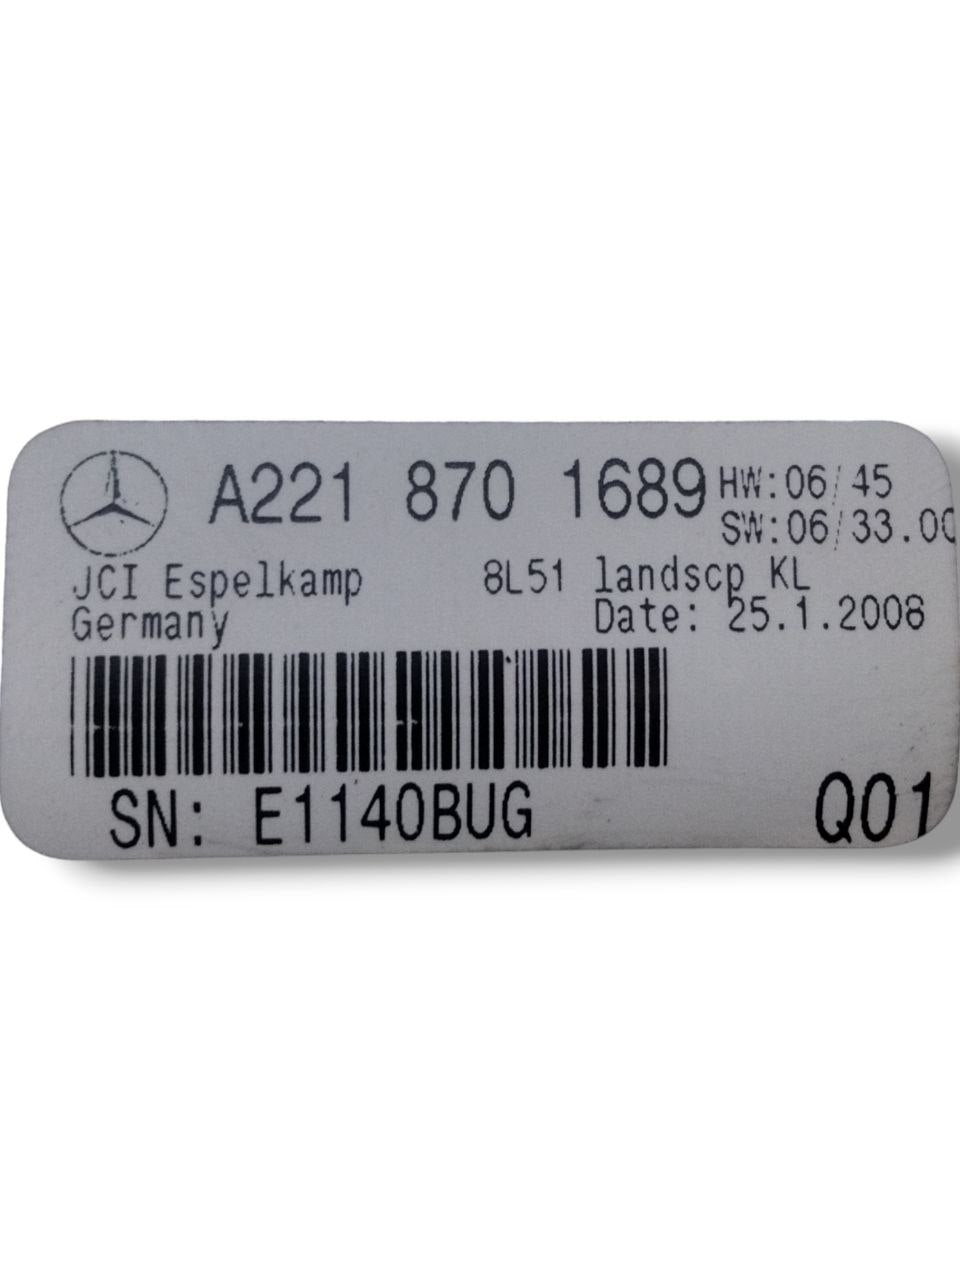 A221 870 1689 HW:06/45
SW:06/33.00
JCI Espelkamp 8L51 landscp KL
Germany Date: 25.1.2008
SN: E1140BUG Q01